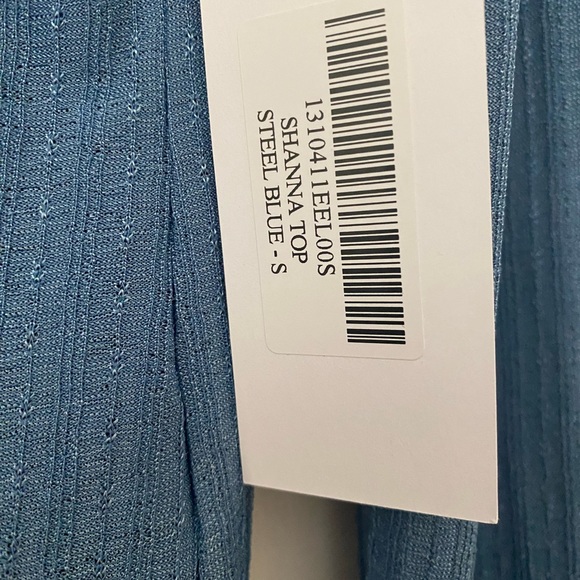 1310411EEL00S
SHANNA TOP
STEEL BLUE - S